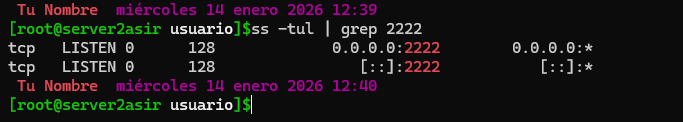 Tu Nombre miércoles 14 enero 2026 12:39
[root@server2asir usuario]$ss -tul | grep 2222
tcp LISTEN 0 128 0.0.0.0:2222 0.0.0.0:*
tcp LISTEN 0 128 [::]:2222 [::]:*
Tu Nombre miércoles 14 enero 2026 12:40
[root@server2asir usuario]$